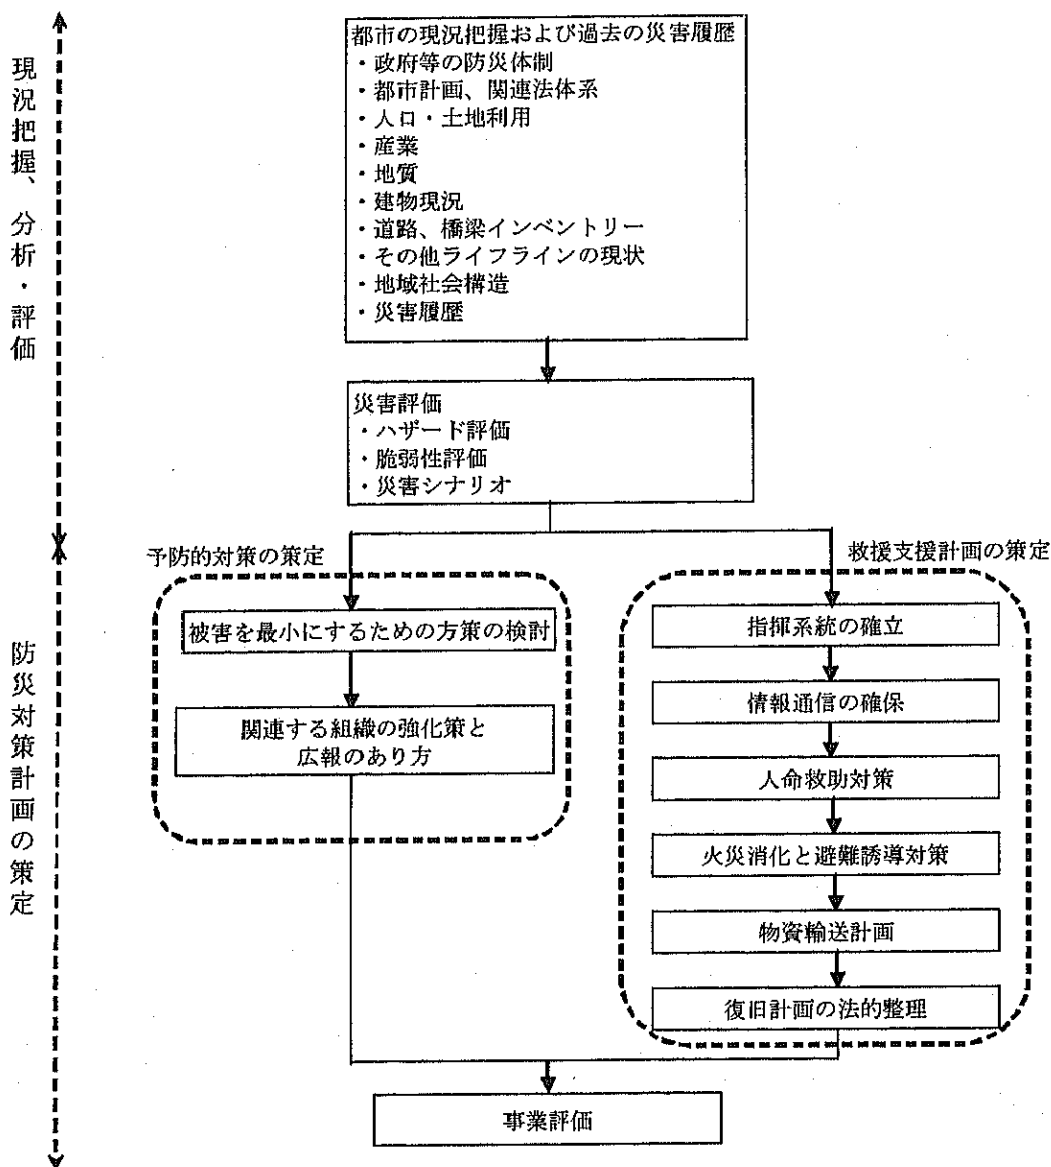 現況把握、分析・評価
都市の現況把握および過去の災害履歴
・政府等の防災体制
・都市計画、関連法体系
・人口・土地利用
・産業
・地質
・建物現況
・道路、橋梁インベントリー
・その他ライフラインの現状
・地域社会構造
・災害履歴
災害評価
・ハザード評価
・脆弱性評価
・災害シナリオ
防災対策計画の策定
予防的対策の策定
被害を最小にするための方策の検討
関連する組織の強化策と
広報のあり方
救援支援計画の策定
指揮系統の確立
情報通信の確保
人命救助対策
火災消化と避難誘導対策
物資輸送計画
復旧計画の法的整理
事業評価